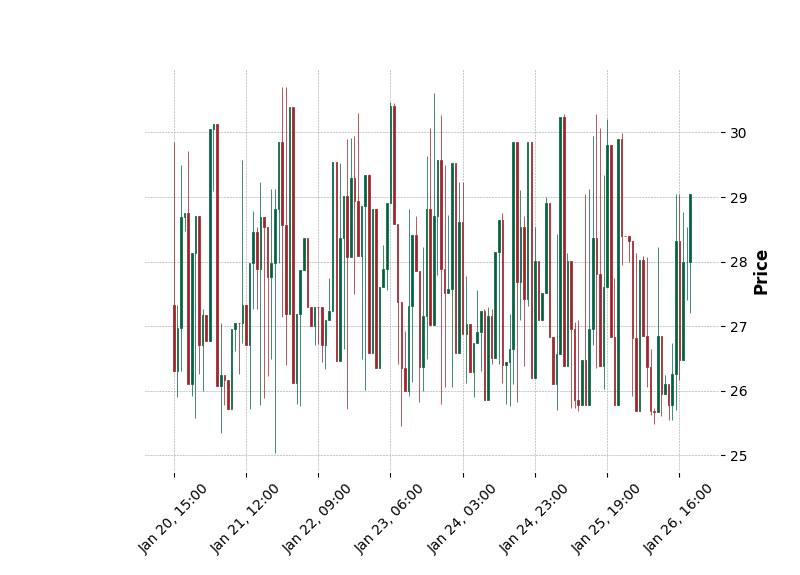 30
29
28
27
26
25
Price
Jan 20, 15:00
Jan 21, 12:00
Jan 22, 09:00
Jan 23, 06:00
Jan 24, 03:00
Jan 24, 23:00
Jan 25, 19:00
Jan 26, 16:00